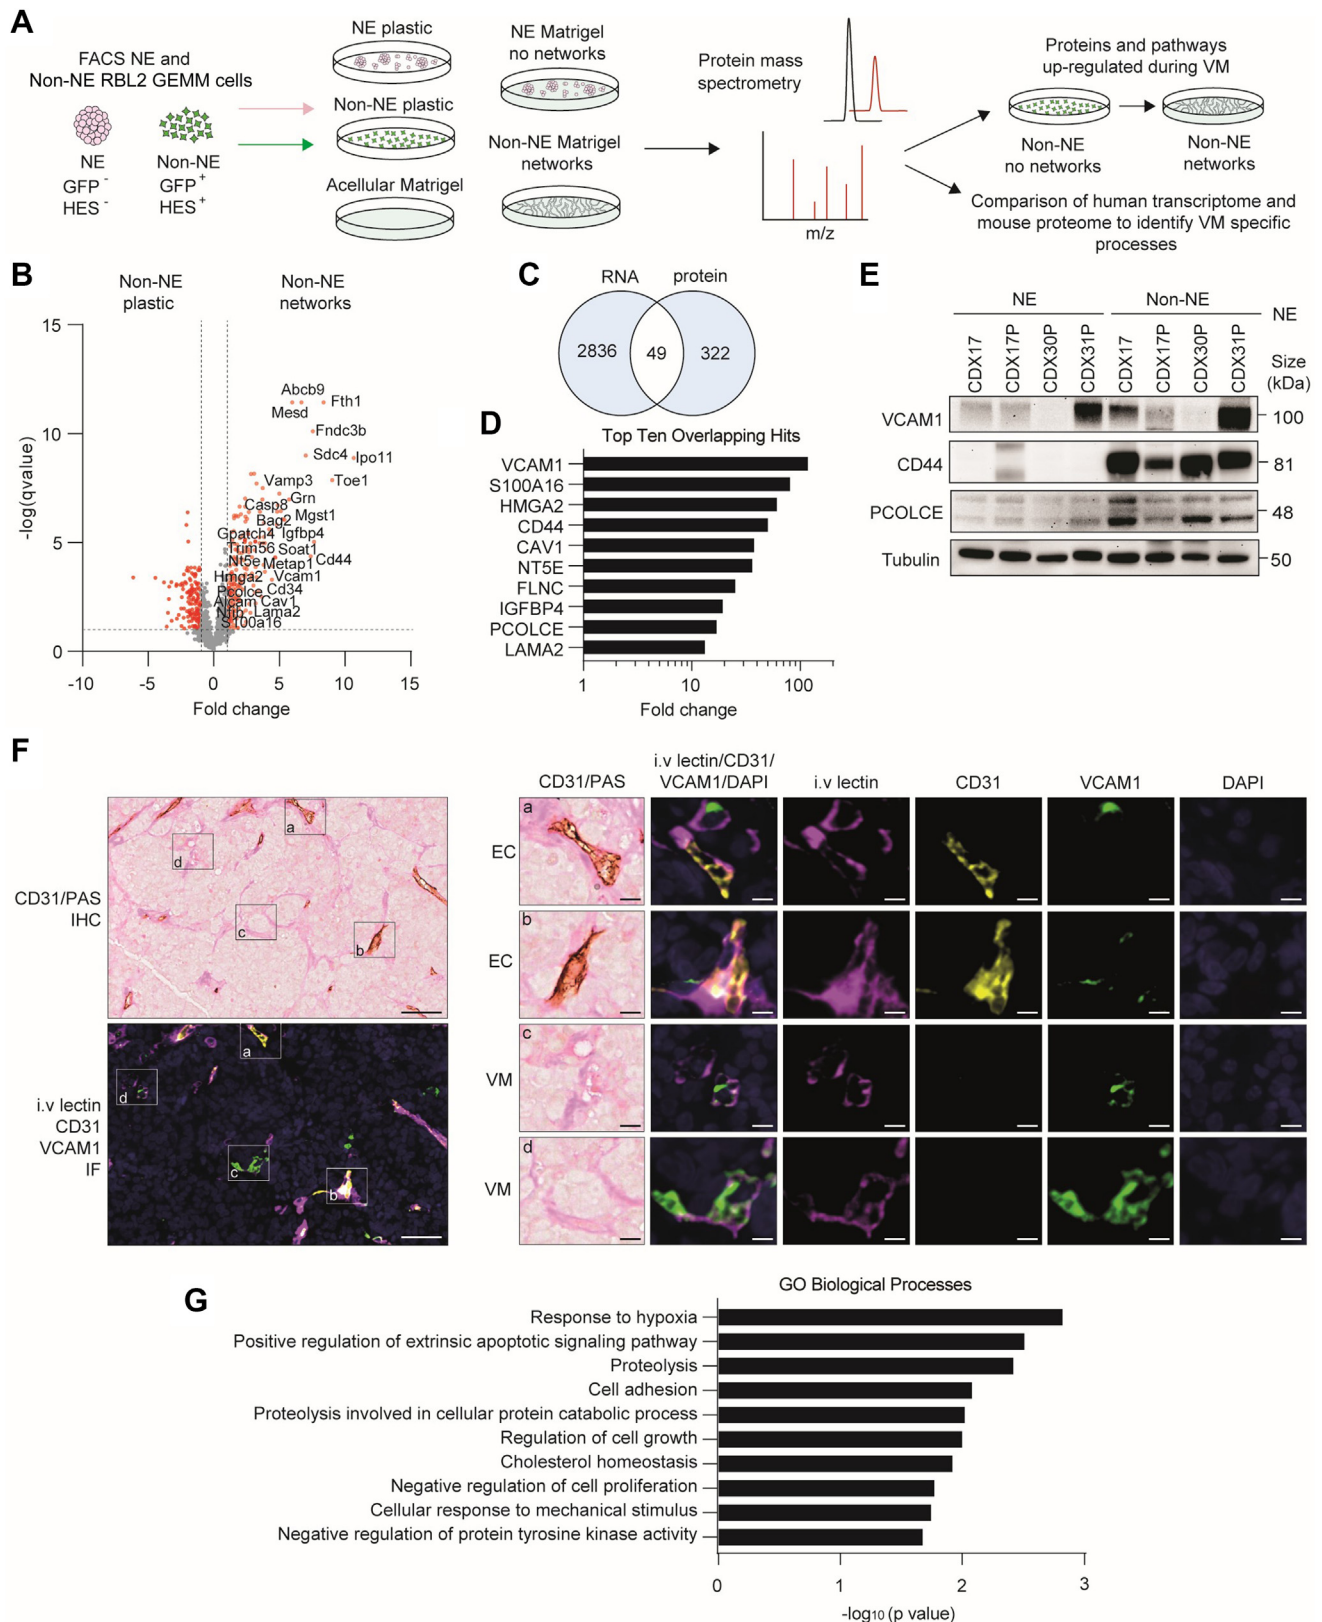 A
FACS NE and
Non-NE RBL2 GEMM cells
NE
GFP -
HES -
Non-NE
GFP +
HES +
NE plastic
Non-NE plastic
Acellular Matrigel
NE Matrigel
no networks
Non-NE Matrigel
networks
Protein mass
spectrometry
m/z
Proteins and pathways
up-regulated during VM
Non-NE
no networks
Non-NE
networks
Comparison of human transcriptome and
mouse proteome to identify VM specific
processes
B
Non-NE
plastic
Non-NE
networks
-log(qvalue)
15
10
5
0
-10
-5
0
5
10
15
Fold change
Abcb9
Fth1
Mesd
Fndc3b
Sdc4
Ipo11
Vamp3
Toe1
Grn
Casp8
Mgst1
Bag2
Gpatch4
Igfbp4
Trim56
Soat1
Nt5e
Metap1
Cd44
Hmga2
Vcam1
Pcolce
Cd34
Alcam
Cav1
Lama2
S100a16
C
RNA
protein
2836
49
322
D
Top Ten Overlapping Hits
VCAM1
S100A16
HMGA2
CD44
CAV1
NT5E
FLNC
IGFBP4
PCOLCE
LAMA2
1
10
100
Fold change
E
NE
Non-NE
NE
CDX17
CDX17P
CDX30P
CDX31P
CDX17
CDX17P
CDX30P
CDX31P
Size
(kDa)
VCAM1
100
CD44
81
PCOLCE
48
Tubulin
50
F
CD31/PAS
IHC
a
d
c
b
i.v lectin
CD31
VCAM1
IF
a
d
c
b
CD31/PAS
i.v lectin/CD31/
VCAM1/DAPI
i.v lectin
CD31
VCAM1
DAPI
EC
a
EC
b
VM
c
VM
d
G
GO Biological Processes
Response to hypoxia
Positive regulation of extrinsic apoptotic signaling pathway
Proteolysis
Cell adhesion
Proteolysis involved in cellular protein catabolic process
Regulation of cell growth
Cholesterol homeostasis
Negative regulation of cell proliferation
Cellular response to mechanical stimulus
Negative regulation of protein tyrosine kinase activity
0
1
2
3
-log10 (p value)